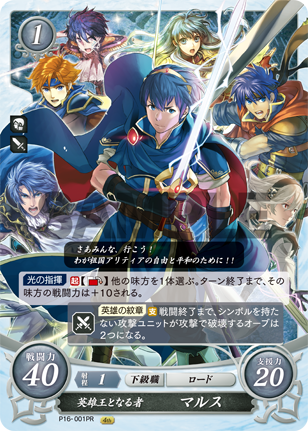 1
さあみんな、行こう!
わが祖国アリティアの自由と平和のために!!
光の指揮 起【】他の味方を1体選ぶ。ターン終了まで、その
味方の戦闘力は+10される。
英雄の紋章 支 戦闘終了まで、シンボルを持た
ない攻撃ユニットが攻撃で破壊するオーブは
2つになる。
戦闘力 40
射程 1 下級職 ロード
支援力 20
英雄王となる者 マルス
P16-001PR 4th